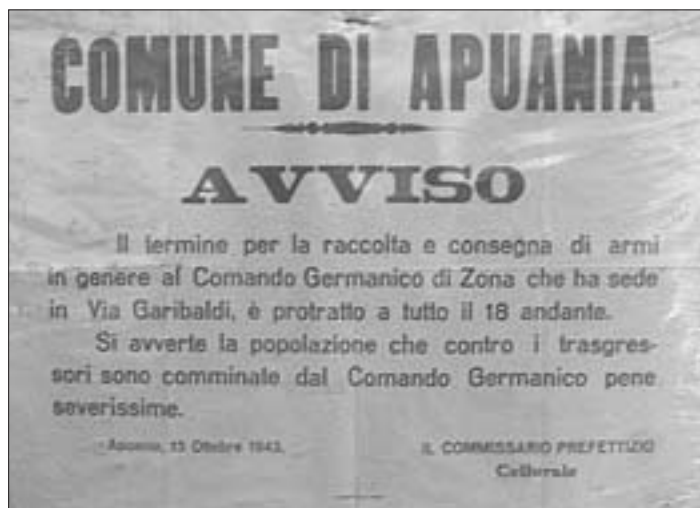 COMUNE DI APUANIA
AVVISO
Il termine per la raccolta e consegna di armi
in genere al Comando Germanico di Zona che ha sede
in Via Garibaldi, è protratto a tutto il 18 andante.
Si avverte la popolazione che contro i trasgres-
sori sono comminate dal Comando Germanico pene
severissime.
Apuania, 13 Ottobre 1943.
IL COMMISSARIO PREFETTIZIO